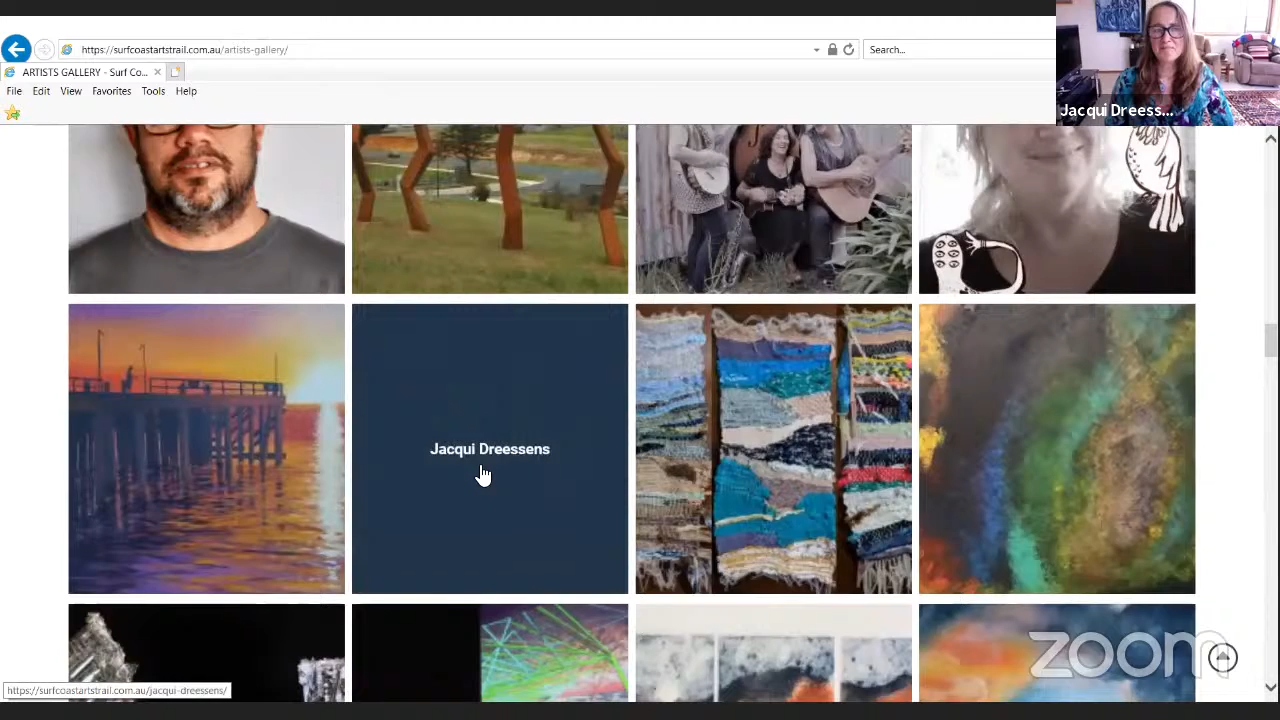 https://surfcoastartstrail.com.au/artists-gallery/
Search...
ARTISTS GALLERY - Surf Co...
File Edit View Favorites Tools Help
Jacqui Dreess...
Jacqui Dreessens
zoom
https://surfcoastartstrail.com.au/jacqui-dreessens/